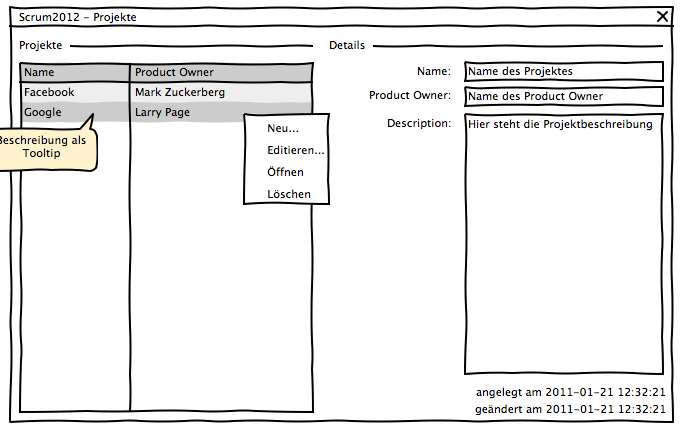 Scrum2012 - Projekte
Projekte
Name Product Owner
Facebook Mark Zuckerberg
Google Larry Page
Beschreibung als
Tooltip
Neu...
Editieren...
Öffnen
Löschen
Details
Name: Name des Projektes
Product Owner: Name des Product Owner
Description: Hier steht die Projektbeschreibung
angelegt am 2011-01-21 12:32:21
geändert am 2011-01-21 12:32:21